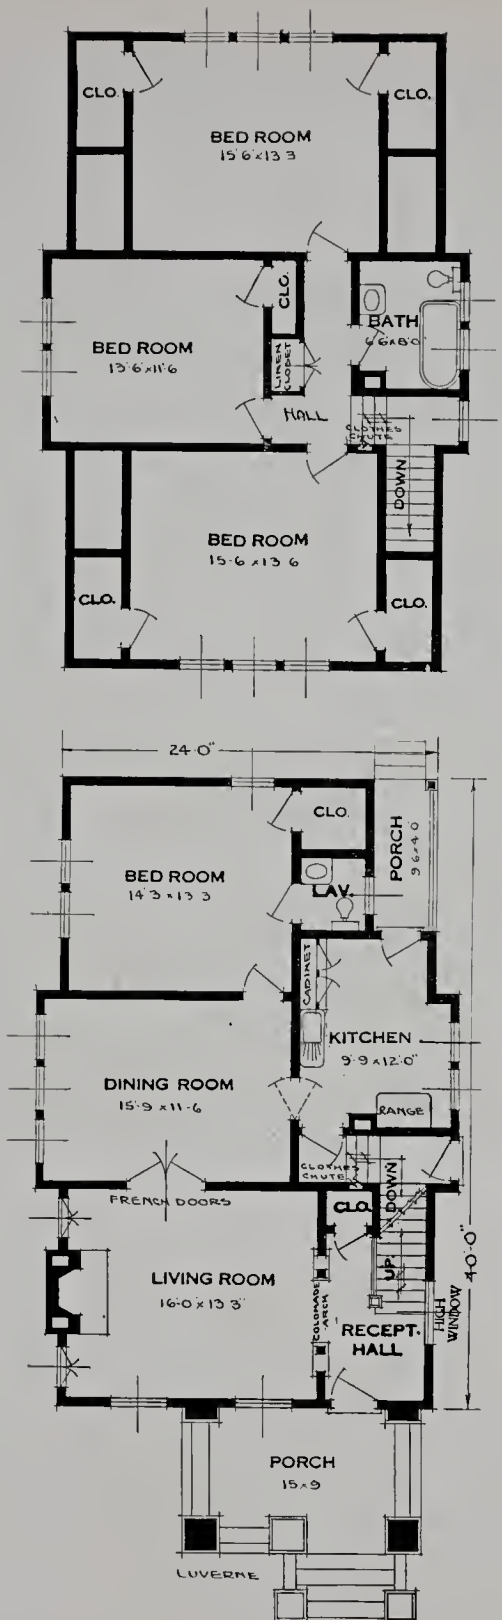 CLO.
CLO.
BED ROOM
15'6"x13'3
CLO.
BED ROOM
13'-6"x11'-6
LINEN
CLOSET
BATH
6'6"x8'0"
HALL
CLOTHES
CHUTE
DOWN
BED ROOM
15-6 x 13 6
CLO.
CLO.
24'-0"
CLO.
BED ROOM
14'3 x 13 3
LAV.
PORCH
9 6 x 4 0
CABINET
KITCHEN
9'-9"x12'0"
DINING ROOM
15'-9 x 11-6
RANGE
CLOTHES
CHUTE
DOWN
FRENCH DOORS
CLO.
UP.
LIVING ROOM
16-0 x 13 3"
COLONADE
ARCH
RECEPT.
HALL
HIGH
WINDOW
40'-0"
PORCH
15 x 9
LUVERNE